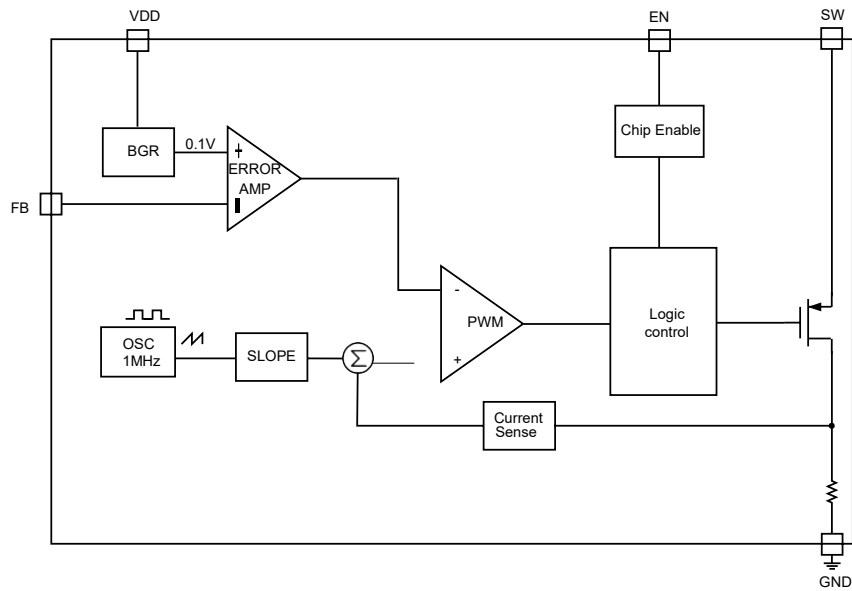 VDD
EN
SW
Chip Enable
BGR
0.1V
+
ERROR
AMP
FB
-
PWM
+
Logic
control
OSC
1MHz
SLOPE
Σ
Current
Sense
GND